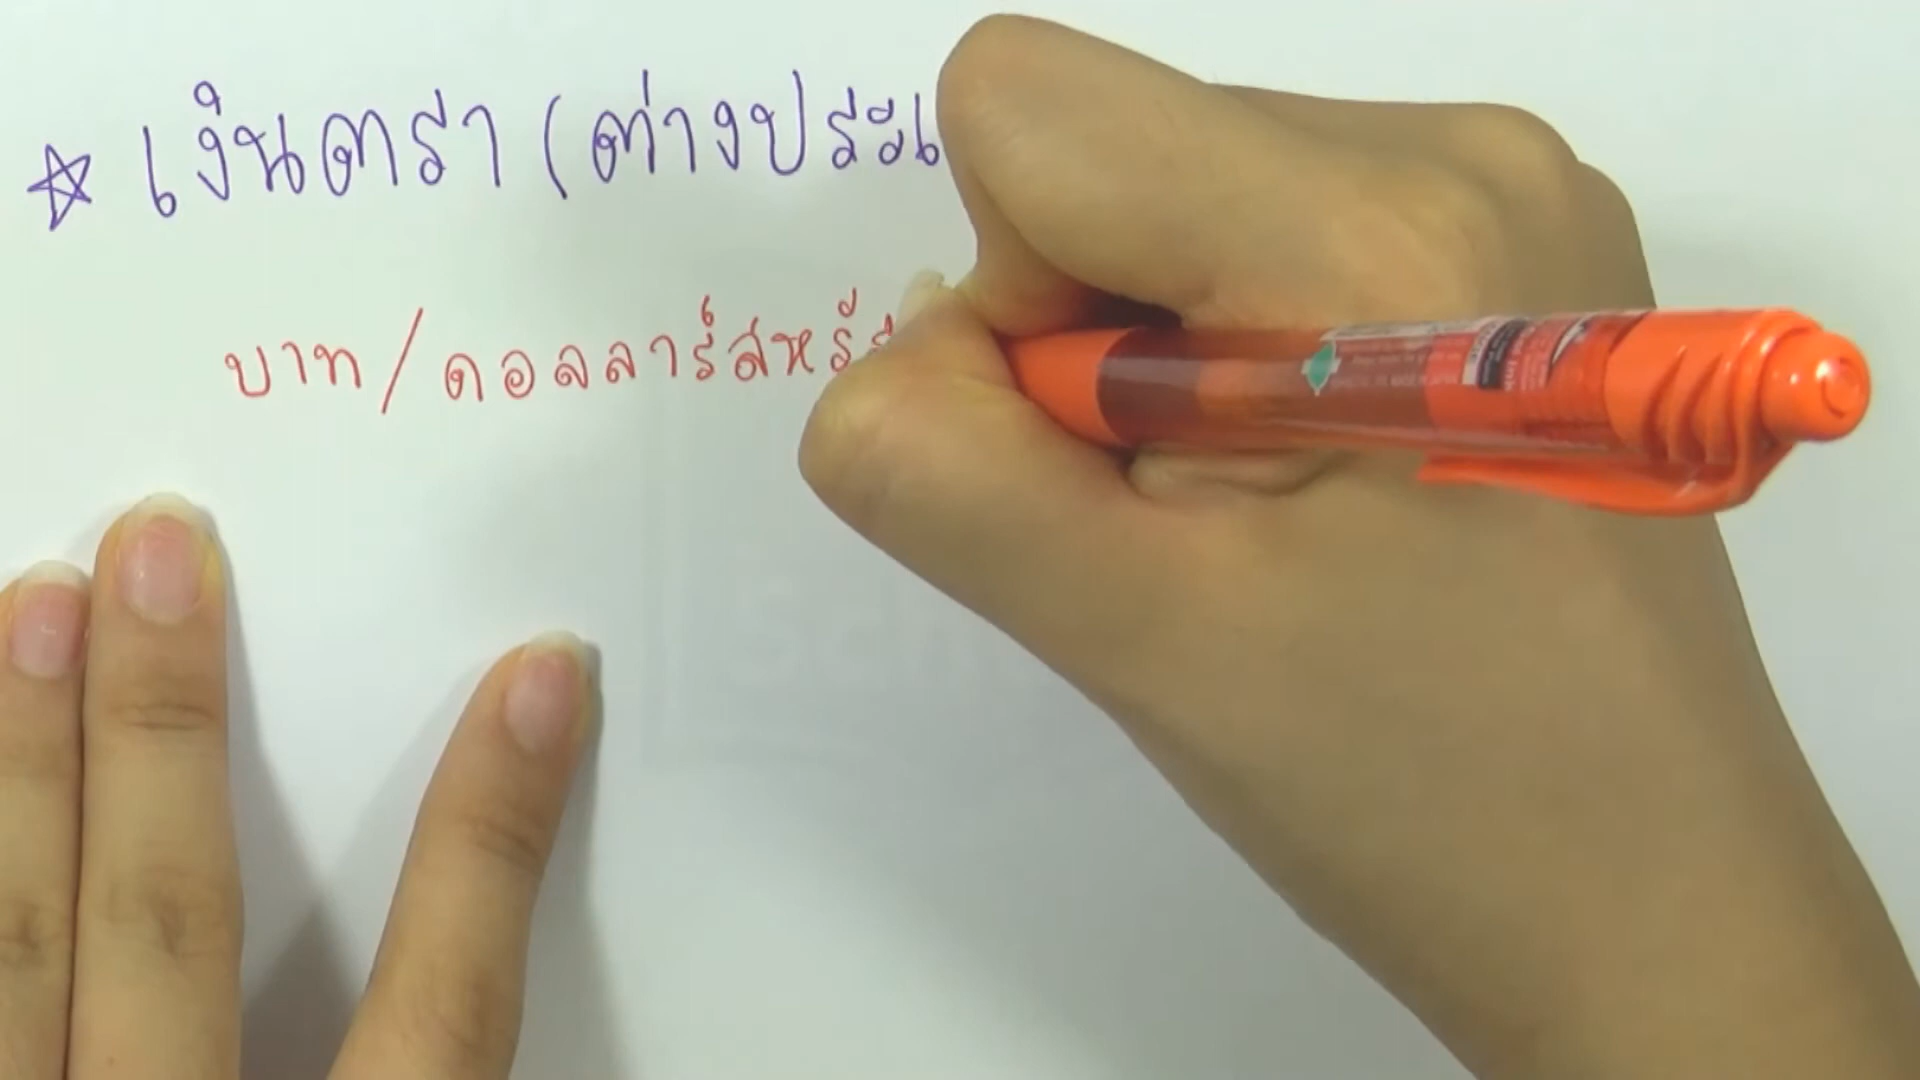 ☆ เงินตรา (ต่างประเ
บาท/ดอลลาร์สหรั